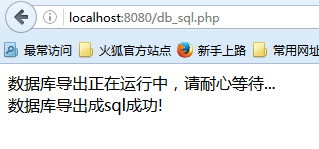 localhost:8080/db_sql.php
最常访问 火狐官方站点 新手上路 常用网址
数据库导出正在运行中，请耐心等待...
数据库导出成sql成功!